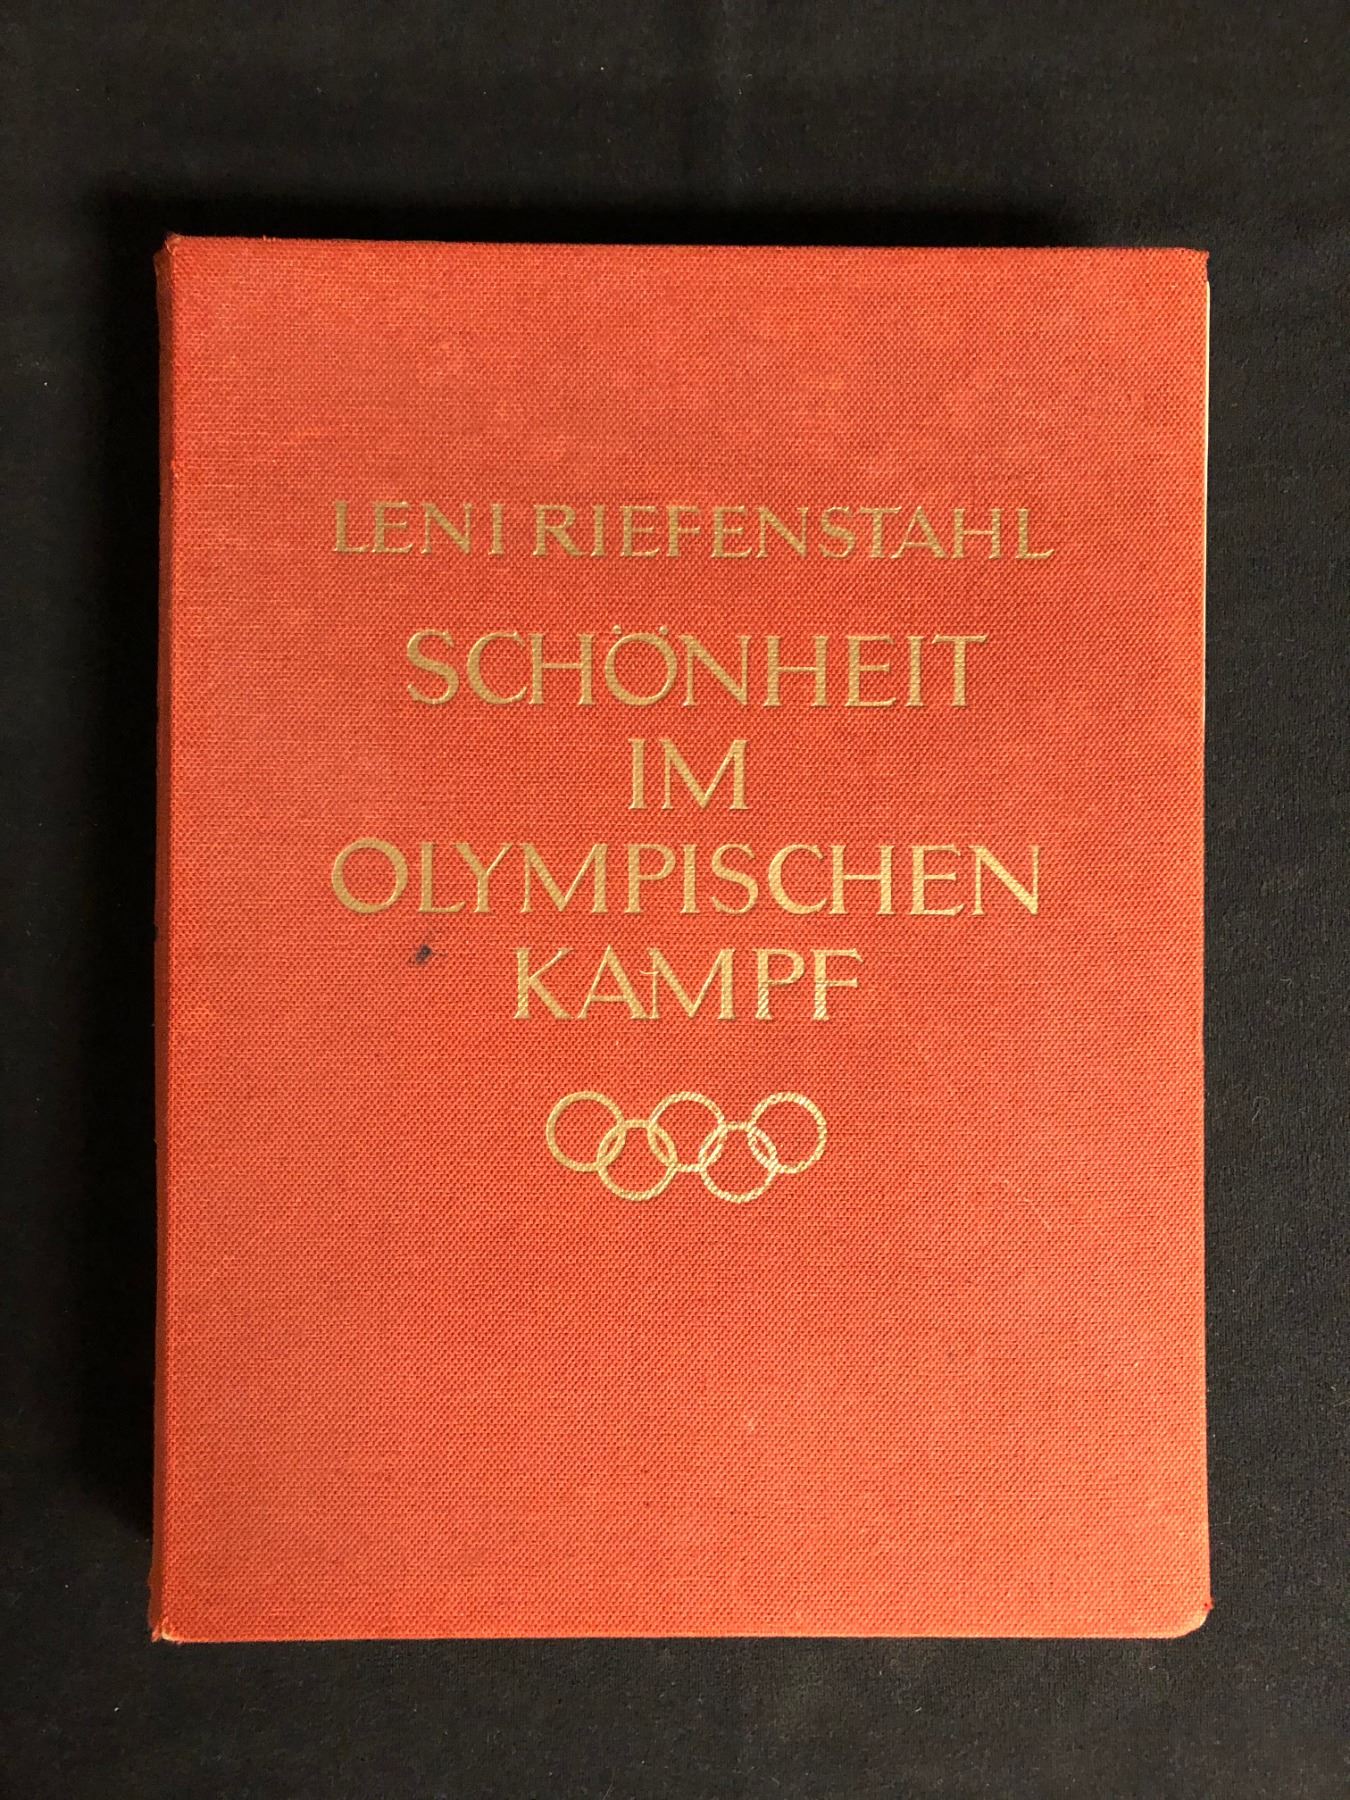 LENI RIEFENSTAHL
SCHÖNHEIT
IM
OLYMPISCHEN
KAMPF